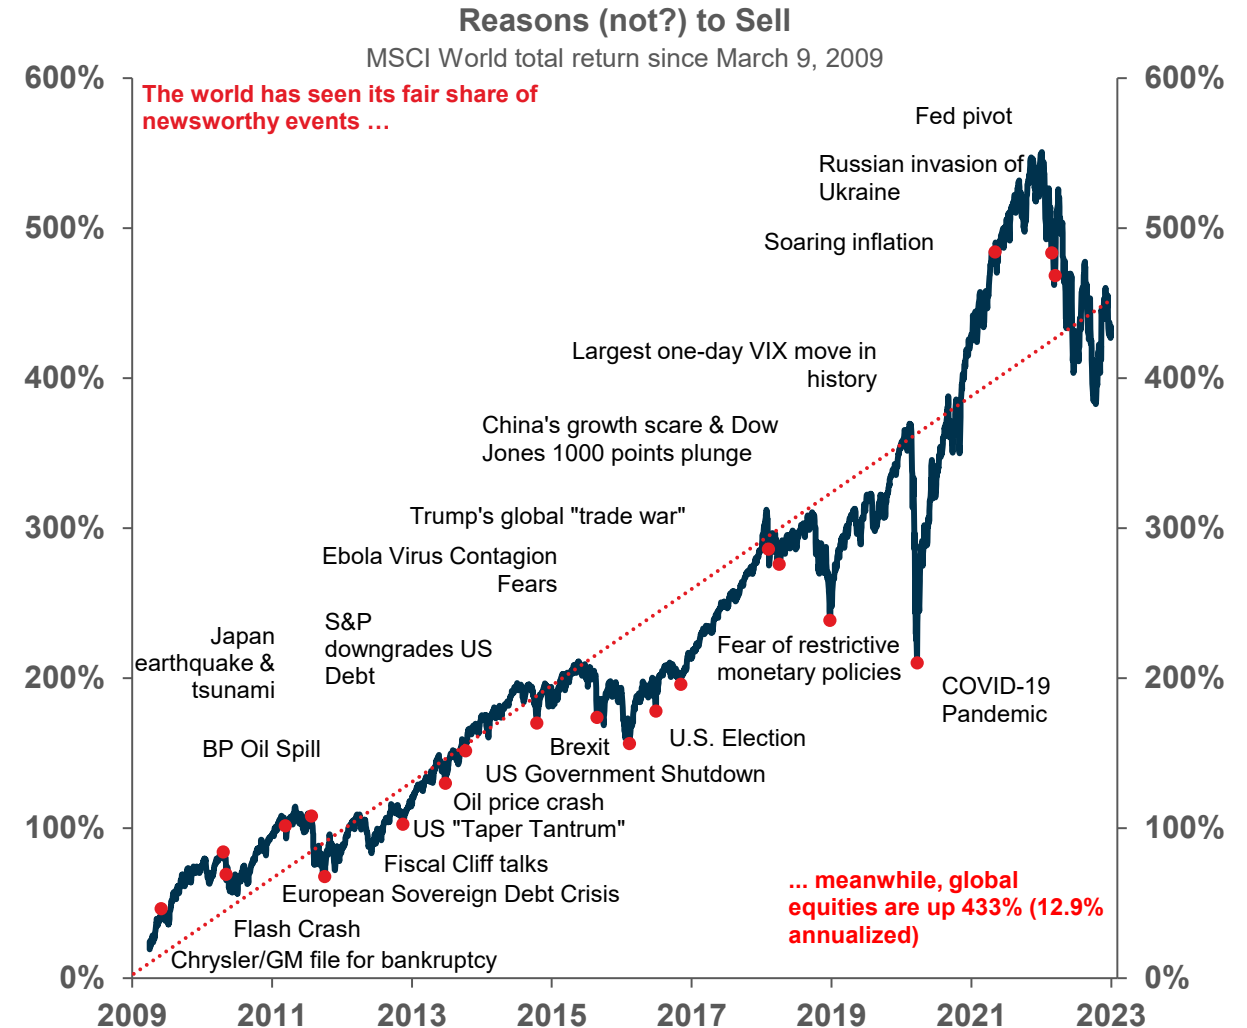 Reasons (not?) to Sell
MSCI World total return since March 9, 2009
600%
600%
The world has seen its fair share of
newsworthy events …
Fed pivot
Russian invasion of
Ukraine
500%
500%
Soaring inflation
Largest one-day VIX move in
history
400%
400%
China's growth scare & Dow
Jones 1000 points plunge
Trump's global "trade war"
300%
300%
Ebola Virus Contagion
Fears
S&P
downgrades US
Debt
Japan
earthquake &
tsunami
Fear of restrictive
monetary policies
200%
200%
COVID-19
Pandemic
BP Oil Spill
Brexit
U.S. Election
US Government Shutdown
Oil price crash
100%
US "Taper Tantrum"
100%
Fiscal Cliff talks
European Sovereign Debt Crisis
... meanwhile, global
equities are up 433% (12.9%
annualized)
Flash Crash
Chrysler/GM file for bankruptcy
0%
0%
2009
2011
2013
2015
2017
2019
2021
2023